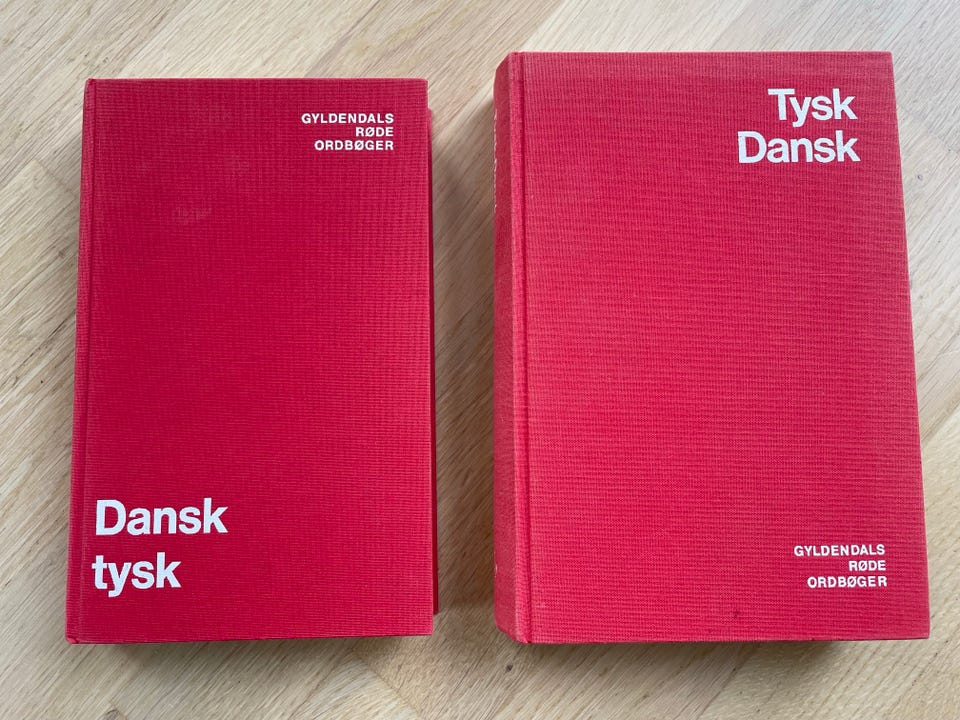 GYLDENDALS
RØDE
ORDBØGER
Dansk
tysk
Tysk
Dansk
GYLDENDALS
RØDE
ORDBØGER